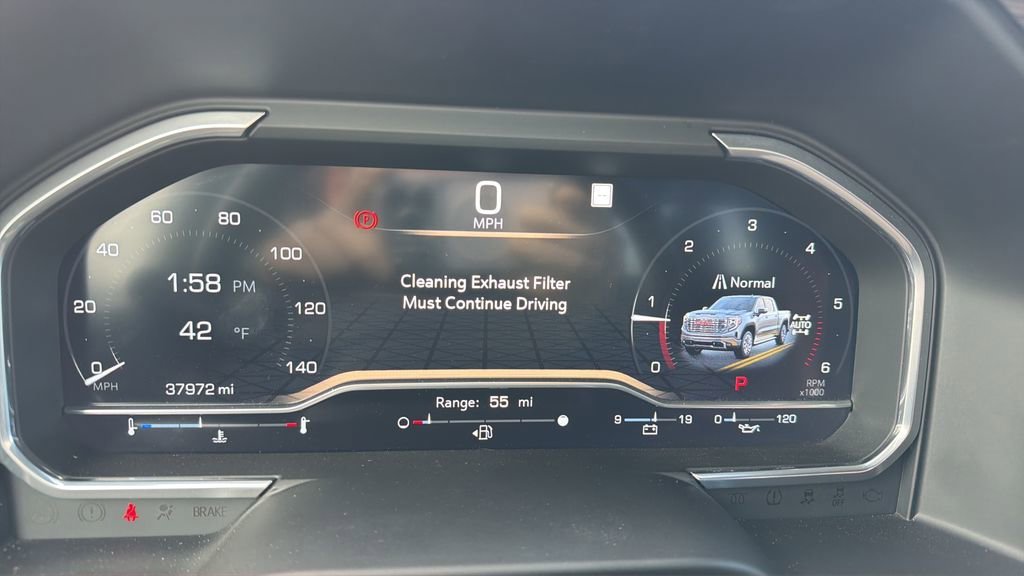 0
MPH
P
60 80
40 100
1:58 PM
20 120
42 °F
0 140
MPH
37972 mi
Cleaning Exhaust Filter
Must Continue Driving
3
2 4
Normal
1 5
AUTO
0 6
P
RPM
x1000
Range: 55 mi
9 19
0 120
BRAKE
OFF